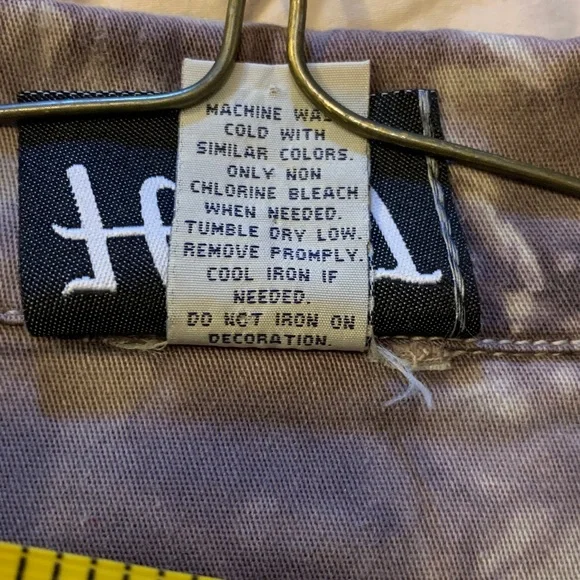 MACHINE WAS
COLD WITH
SIMILAR COLORS.
ONLY NON
CHLORINE BLEACH
WHEN NEEDED.
TUMBLE DRY LOW.
REMOVE PROMPLY.
COOL IRON IF
NEEDED.
DO NOT IRON ON
DECORATION.